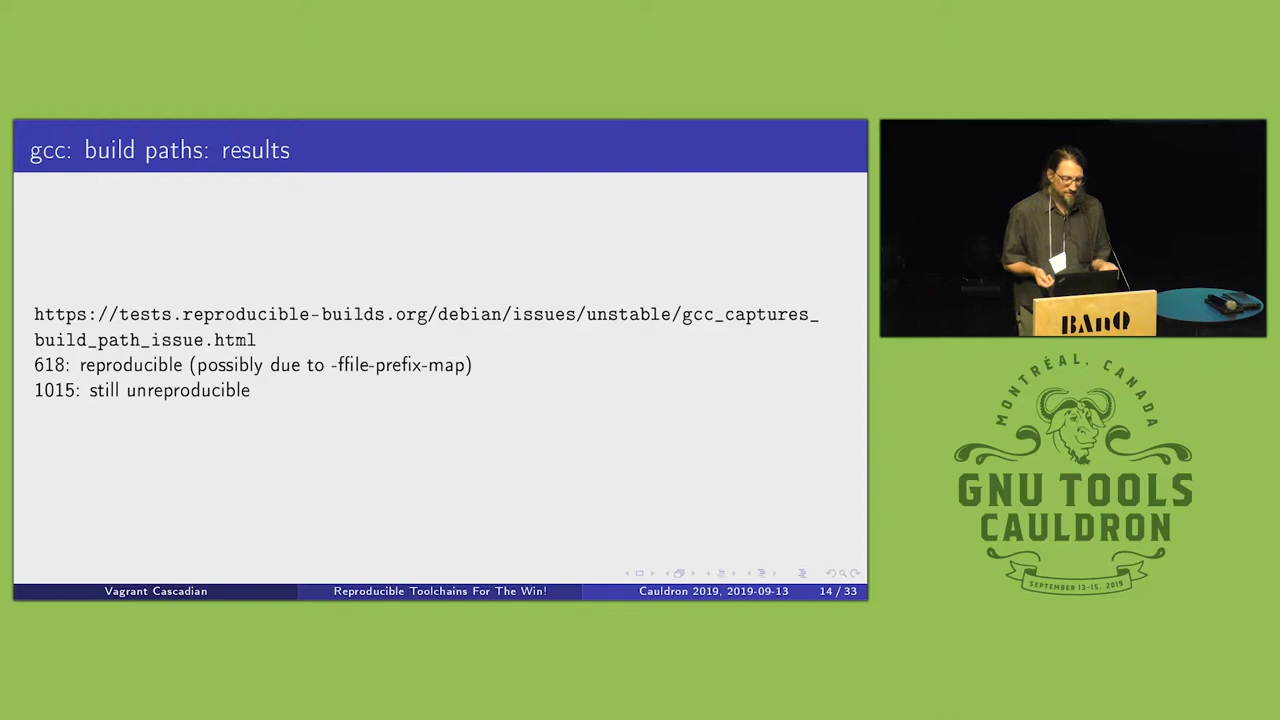 gcc: build paths: results
https://tests.reproducible-builds.org/debian/issues/unstable/gcc_captures_
build_path_issue.html
618: reproducible (possibly due to -ffile-prefix-map)
1015: still unreproducible
Vagrant Cascadian
Reproducible Toolchains For The Win!
Cauldron 2019, 2019-09-13
14 / 33
BAnQ
MONTRÉAL, CANADA
GNU TOOLS
CAULDRON
SEPTEMBER 13-15, 2019